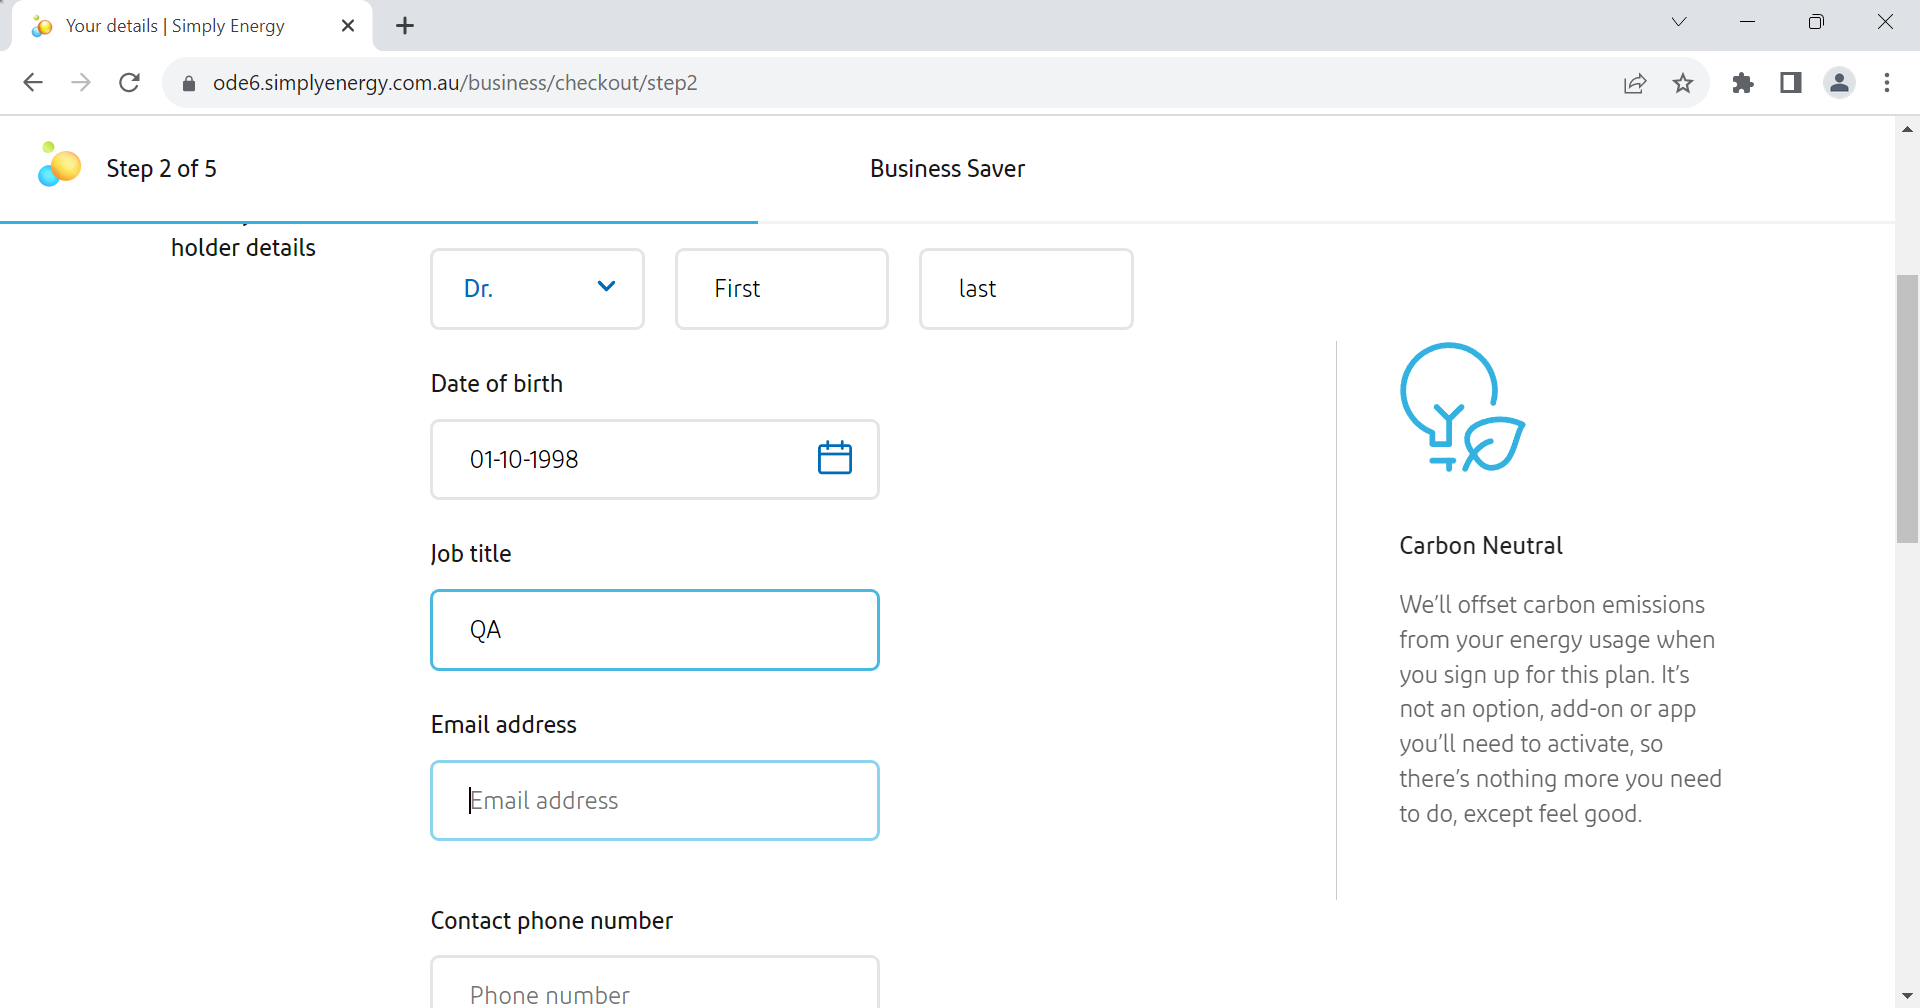 Your details | Simply Energy
ode6.simplyenergy.com.au/business/checkout/step2
Step 2 of 5
Business Saver
holder details
Dr.
First
last
Date of birth
01-10-1998
Job title
QA
Email address
Email address
Contact phone number
Phone number
Carbon Neutral
We'll offset carbon emissions
from your energy usage when
you sign up for this plan. It's
not an option, add-on or app
you'll need to activate, so
there's nothing more you need
to do, except feel good.